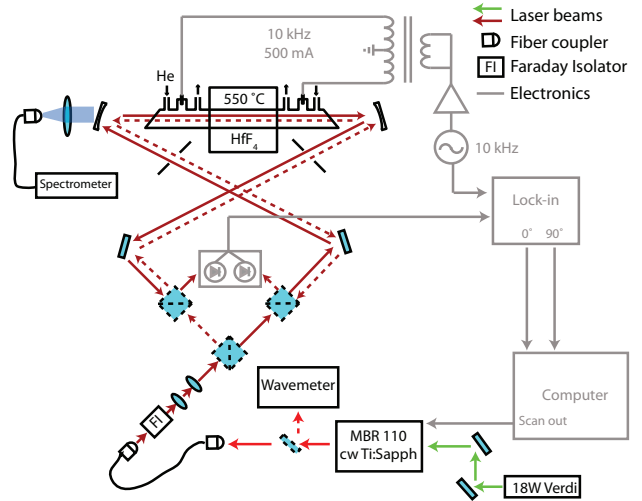 Laser beams
Fiber coupler
FI Faraday Isolator
Electronics
10 kHz
500 mA
He
550 ˚C
HfF4
Spectrometer
10 kHz
Lock-in
0˚ 90˚
Computer
Scan out
Wavemeter
FI
MBR 110
cw Ti:Sapph
18W Verdi